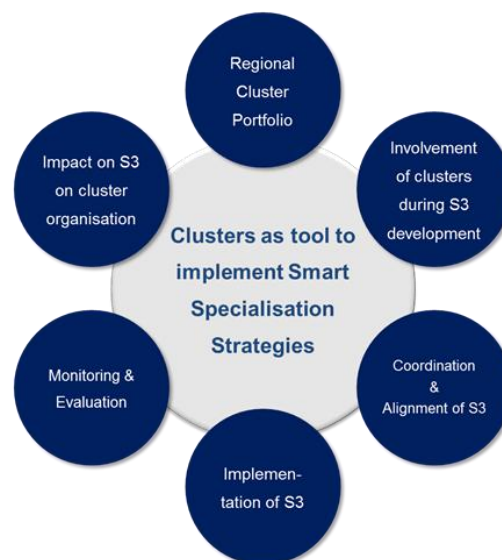 Regional
Cluster
Portfolio
Impact on S3
on cluster
organisation
Involvement
of clusters
during S3
development
Clusters as tool to
implement Smart
Specialisation
Strategies
Monitoring &
Evaluation
Coordination
&
Alignment of S3
Implemen-
tation of S3